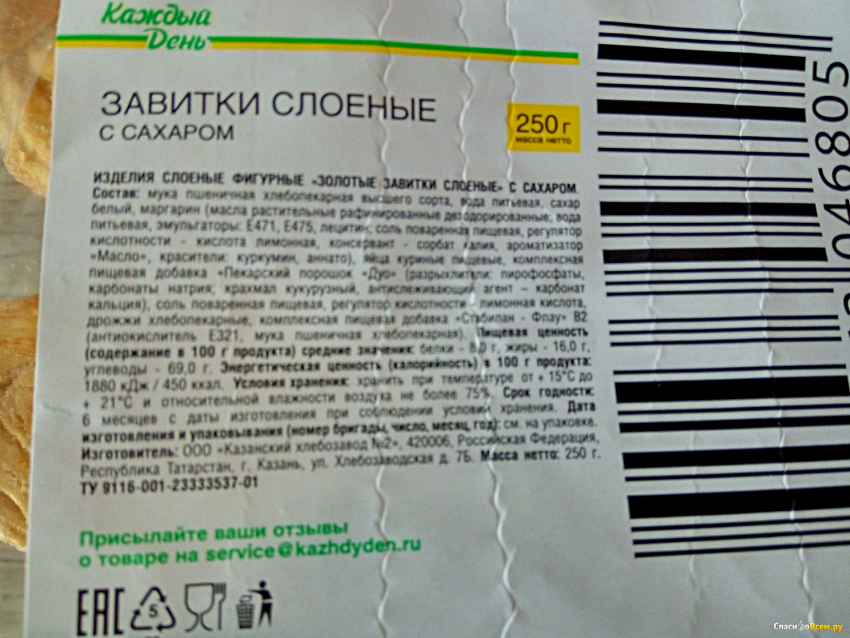 Каждый
День
ЗАВИТКИ СЛОЕНЫЕ
С САХАРОМ
250 г
масса нетто
ИЗДЕЛИЯ СЛОЕНЫЕ ФИГУРНЫЕ «ЗОЛОТЫЕ ЗАВИТКИ СЛОЕНЫЕ» С САХАРОМ.
Состав: мука пшеничная хлебопекарная высшего сорта, вода питьевая, сахар
белый, маргарин (масла растительные рафинированные дезодорированные, вода
питьевая, эмульгаторы: Е471, Е475, лецитин; соль поваренная пищевая, регулятор
кислотности - кислота лимонная, консервант - сорбат калия, ароматизатор
«Масло», красители: куркумин, аннато), яйца куриные пищевые, комплексная
пищевая добавка «Пекарский порошок «Дуо» (разрыхлители: пирофосфаты,
карбонаты натрия; крахмал кукурузный, антислеживающий агент – карбонат
кальция), соль поваренная пищевая, регулятор кислотности - лимонная кислота,
дрожжи хлебопекарные, комплексная пищевая добавка «Стабилан - Флау» В2
(антиокислитель Е321, мука пшеничная хлебопекарная). Пищевая ценность
(содержание в 100 г продукта) средние значения: белки - 8,0 г, жиры - 16,0 г,
углеводы - 69,0 г. Энергетическая ценность (калорийность) в 100 г продукта:
1880 кДж / 450 ккал. Условия хранения: хранить при температуре от + 15°С до
+ 21°С и относительной влажности воздуха не более 75%. Срок годности:
6 месяцев с даты изготовления при соблюдении условий хранения. Дата
изготовления и упаковывания (номер бригады, число, месяц, год): см. на упаковке.
Изготовитель: ООО «Казанский хлебозавод №2», 420006, Российская Федерация,
Республика Татарстан, г. Казань, ул. Хлебозаводская д. 7Б. Масса нетто: 250 г.
ТУ 9116-001-23333537-01
Присылайте ваши отзывы
о товаре на service@kazhdyden.ru
EAC
5
046805
СпасибоВсем.ру